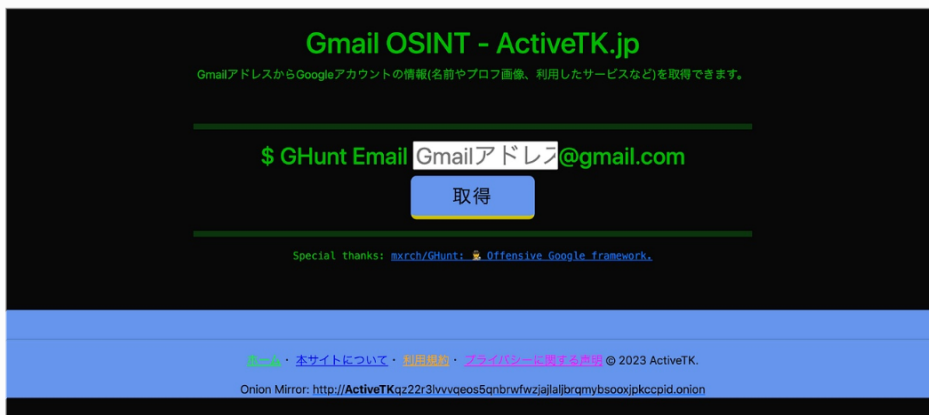 Gmail OSINT - ActiveTK.jp
GmailアドレスからGoogleアカウントの情報(名前やプロフ画像、利用したサービスなど)を取得できます。
$ GHunt Email Gmailアドレス@gmail.com
取得
Special thanks: mxrch/GHunt: 🕵️ Offensive Google framework.
ホーム・ 本サイトについて・ 利用規約・ プライバシーに関する声明 © 2023 ActiveTK.
Onion Mirror: http://ActiveTKqz22r3lvvvqeos5qnbrwfwzjajlaljbrqmybsooxjpkccpid.onion